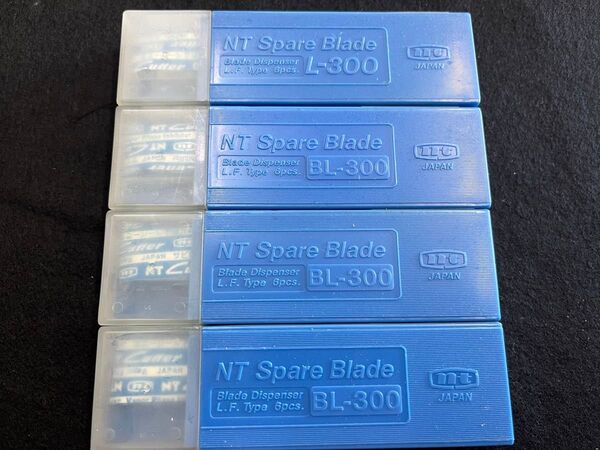 NT Spare Blade
Blade Dispenser
L.F. Type 6pcs.
L-300
JAPAN
NT Spare Blade
Blade Dispenser
L.F. Type 6pcs.
BL-300
JAPAN
NT Spare Blade
Blade Dispenser
L.F. Type 6pcs.
BL-300
JAPAN
NT Spare Blade
Blade Dispenser
L.F. Type 6pcs.
BL-300
JAPAN